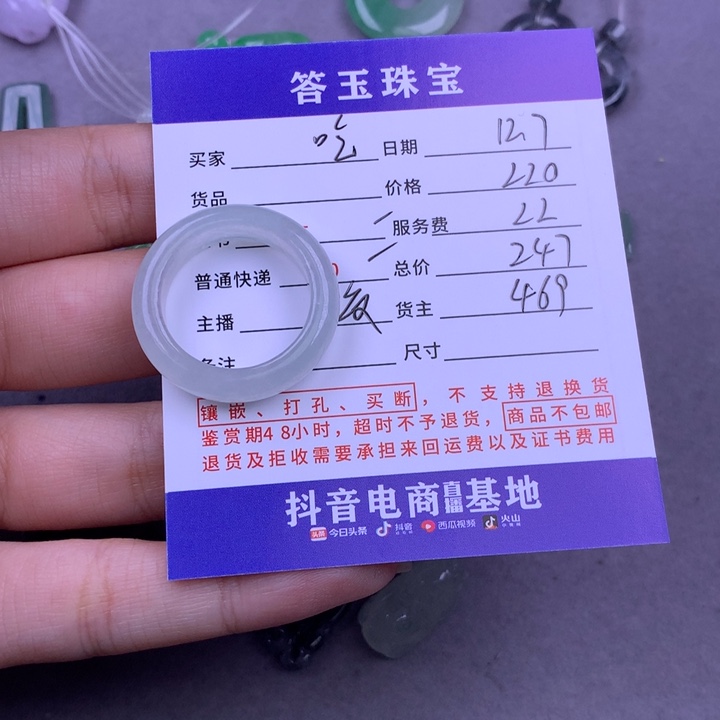 答玉珠宝
买家 吃 日期 12.7
货品 价格 220
服务费 22
普通快递 总价 247
主播 货主 469
备注 尺寸
镶嵌、打孔、买断，不支持退换货
鉴赏期48小时，超时不予退货，商品不包邮
退货及拒收需要承担来回运费以及证书费用
抖音电商直播基地
头条 今日头条 抖音 西瓜视频 火山